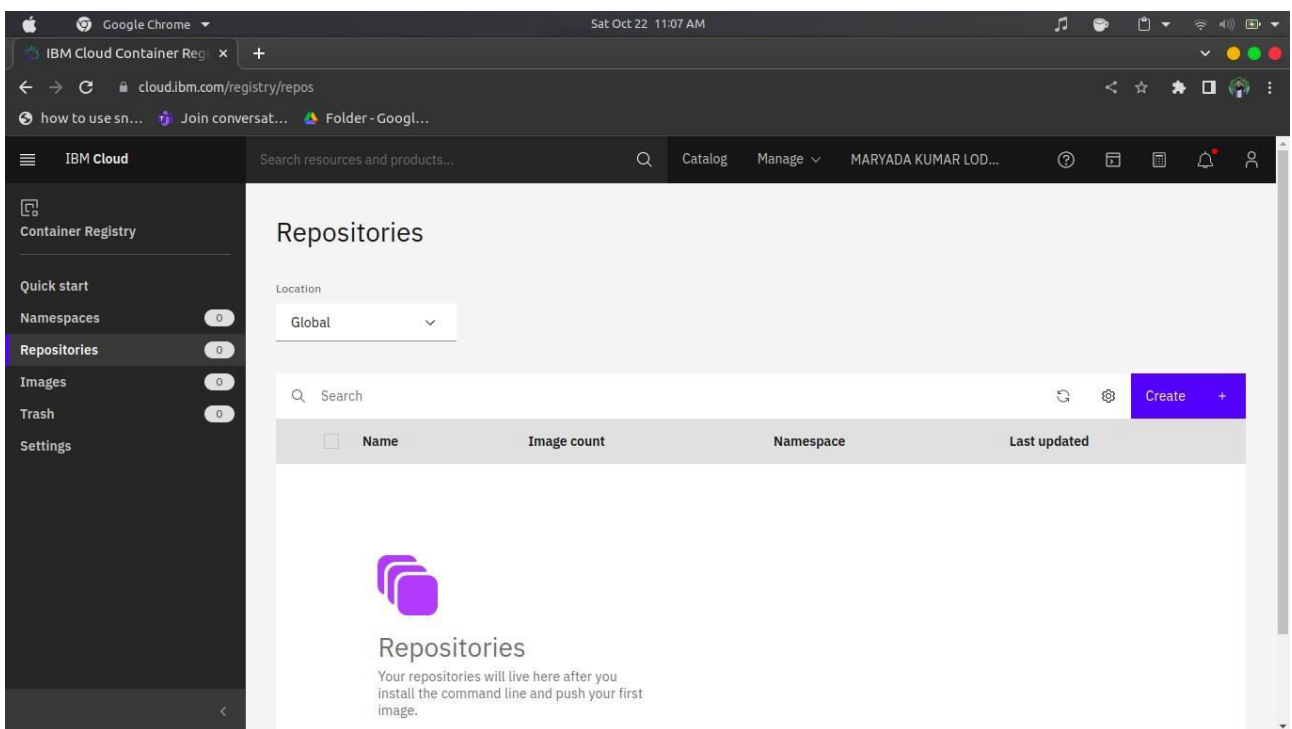 Google Chrome
Sat Oct 22 11:07 AM
IBM Cloud Container Regi
cloud.ibm.com/registry/repos
how to use sn... Join conversat... Folder - Googl...
IBM Cloud
Search resources and products...
Catalog Manage MARYADA KUMAR LOD...
Container Registry
Quick start
Namespaces 0
Repositories 0
Images 0
Trash 0
Settings
Repositories
Location
Global
Search
Create +
Name Image count Namespace Last updated
Repositories
Your repositories will live here after you
install the command line and push your first
image.